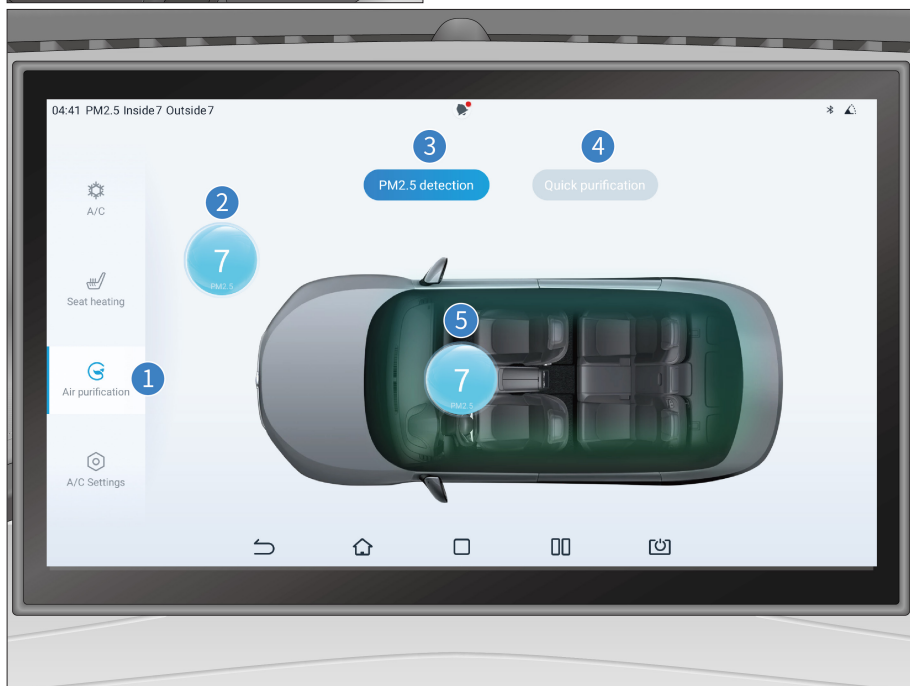 04:41 PM2.5 Inside7 Outside7
3
4
PM2.5 detection
Quick purification
A/C
2
7
PM2.5
Seat heating
5
7
PM2.5
1
Air purification
A/C Settings